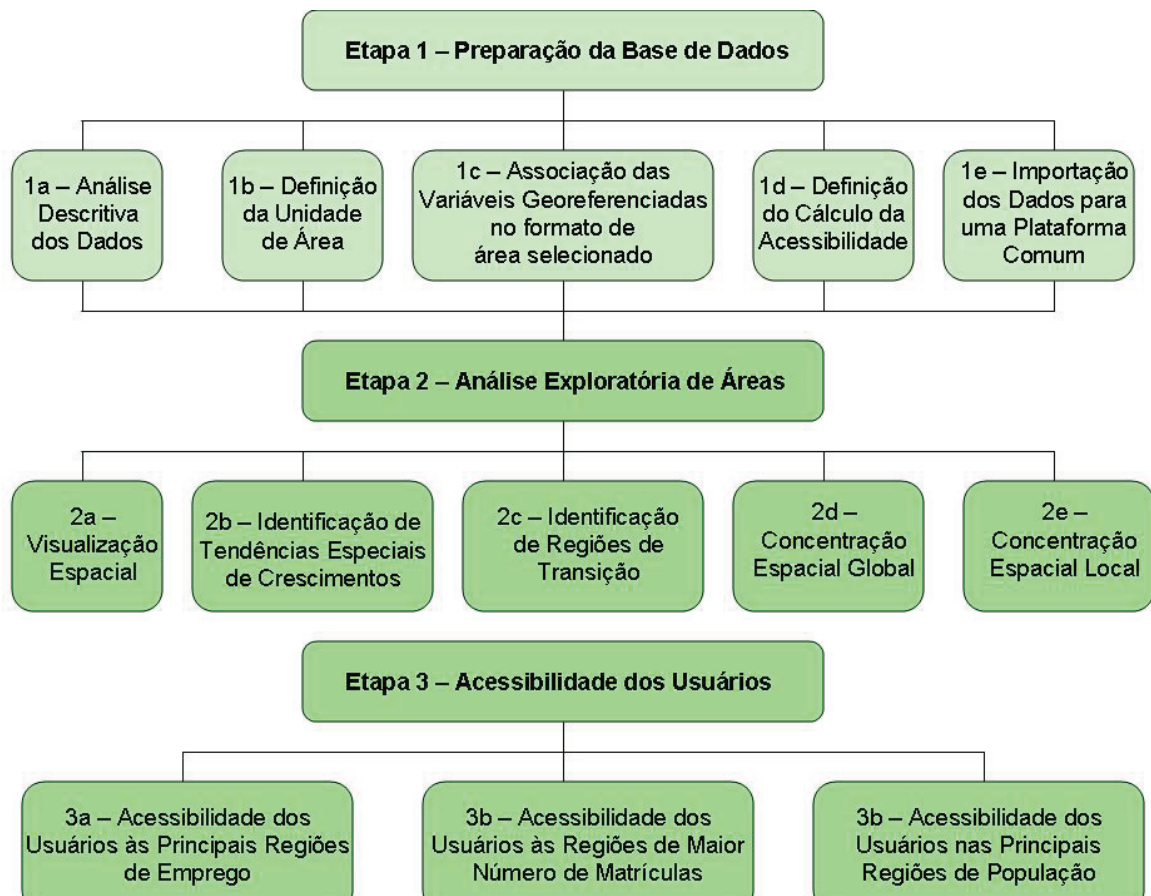 Etapa 1 – Preparação da Base de Dados
1a – Análise
Descritiva
dos Dados
1b – Definição
da Unidade
de Área
1c – Associação das
Variáveis Georeferenciadas
no formato de
área selecionado
1d – Definição
do Cálculo da
Acessibilidade
1e – Importação
dos Dados para
uma Plataforma
Comum
Etapa 2 – Análise Exploratória de Áreas
2a –
Visualização
Espacial
2b – Identificação de
Tendências Especiais
de Crescimentos
2c – Identificação
de Regiões de
Transição
2d –
Concentração
Espacial Global
2e –
Concentração
Espacial Local
Etapa 3 – Acessibilidade dos Usuários
3a – Acessibilidade dos
Usuários às Principais Regiões
de Emprego
3b – Acessibilidade dos
Usuários às Regiões de Maior
Número de Matrículas
3b – Acessibilidade dos
Usuários nas Principais
Regiões de População